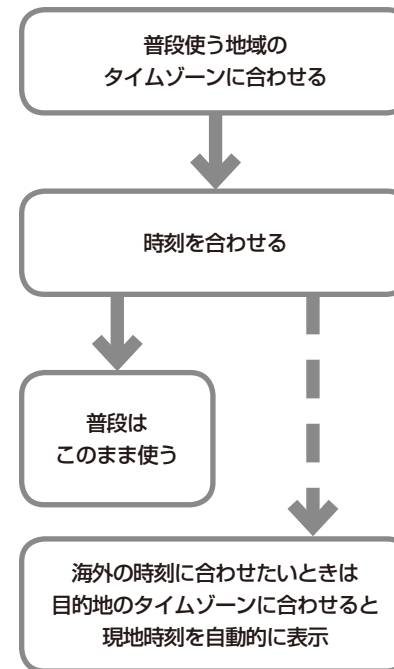 普段使う地域の
タイムゾーンに合わせる
時刻を合わせる
普段は
このまま使う
海外の時刻に合わせたいときは
目的地のタイムゾーンに合わせると
現地時刻を自動的に表示